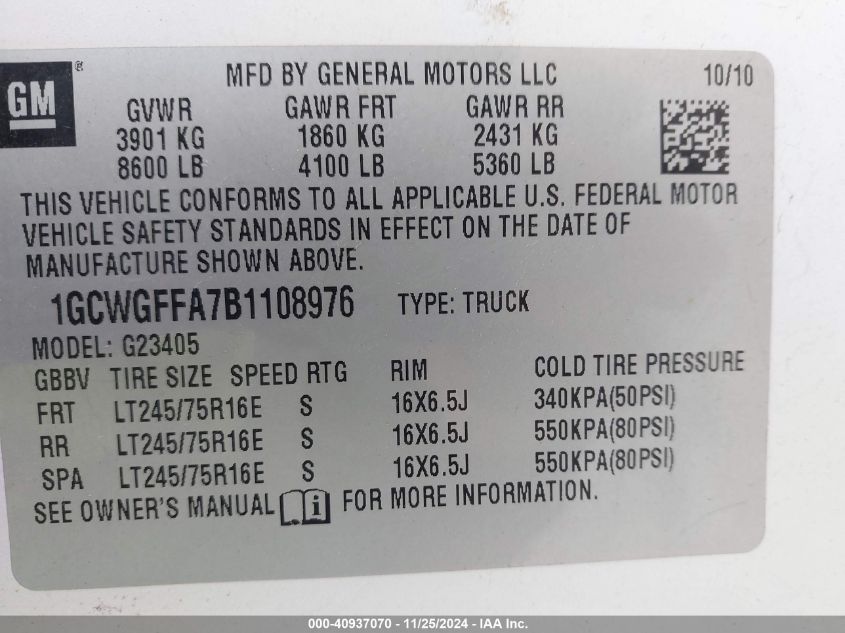 GM ®
MFD BY GENERAL MOTORS LLC 10/10
GVWR GAWR FRT GAWR RR
3901 KG 1860 KG 2431 KG
8600 LB 4100 LB 5360 LB
THIS VEHICLE CONFORMS TO ALL APPLICABLE U.S. FEDERAL MOTOR
VEHICLE SAFETY STANDARDS IN EFFECT ON THE DATE OF
MANUFACTURE SHOWN ABOVE.
1GCWGFFA7B1108976 TYPE: TRUCK
MODEL: G23405
GBBV TIRE SIZE SPEED RTG RIM COLD TIRE PRESSURE
FRT LT245/75R16E S 16X6.5J 340KPA(50PSI)
RR LT245/75R16E S 16X6.5J 550KPA(80PSI)
SPA LT245/75R16E S 16X6.5J 550KPA(80PSI)
SEE OWNER'S MANUAL i FOR MORE INFORMATION.
000-40937070 - 11/25/2024 - IAA Inc.